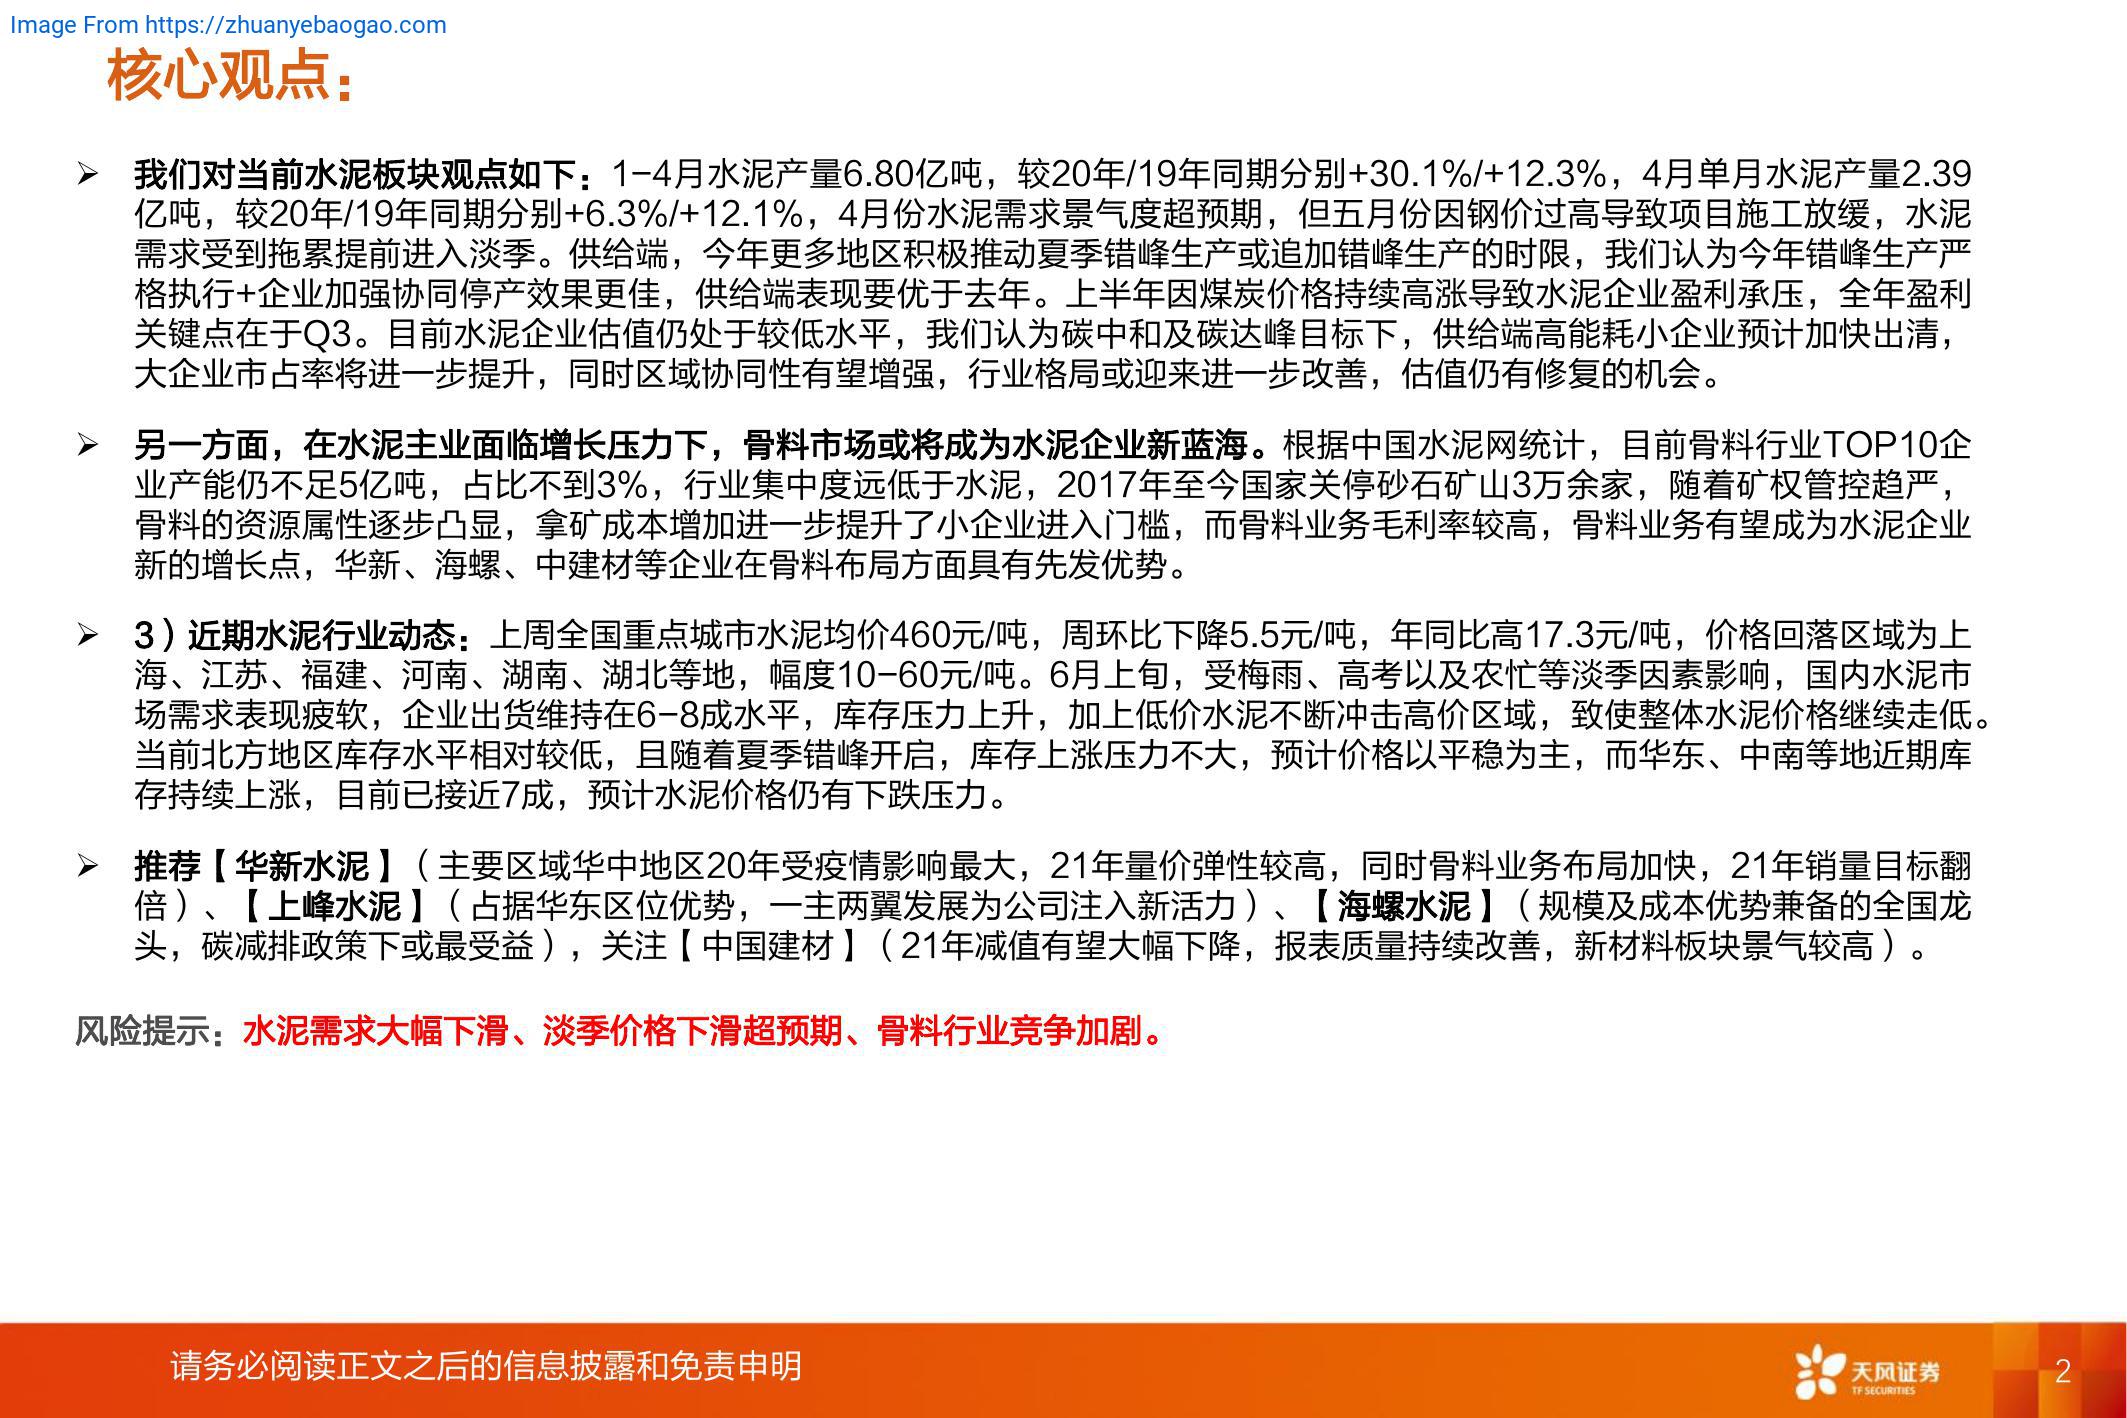 Image From https://zhuanyebaogao.com
核心观点：
➢ 我们对当前水泥板块观点如下：1-4月水泥产量6.80亿吨，较20年/19年同期分别+30.1%/+12.3%，4月单月水泥产量2.39
亿吨，较20年/19年同期分别+6.3%/+12.1%，4月份水泥需求景气度超预期，但五月份因钢价过高导致项目施工放缓，水泥
需求受到拖累提前进入淡季。供给端，今年更多地区积极推动夏季错峰生产或追加错峰生产的时限，我们认为今年错峰生产严
格执行+企业加强协同停产效果更佳，供给端表现要优于去年。上半年因煤炭价格持续高涨导致水泥企业盈利承压，全年盈利
关键点在于Q3。目前水泥企业估值仍处于较低水平，我们认为碳中和及碳达峰目标下，供给端高能耗小企业预计加快出清，
大企业市占率将进一步提升，同时区域协同性有望增强，行业格局或迎来进一步改善，估值仍有修复的机会。
➢ 另一方面，在水泥主业面临增长压力下，骨料市场或将成为水泥企业新蓝海。根据中国水泥网统计，目前骨料行业TOP10企
业产能仍不足5亿吨，占比不到3%，行业集中度远低于水泥，2017年至今国家关停砂石矿山3万余家，随着矿权管控趋严，
骨料的资源属性逐步凸显，拿矿成本增加进一步提升了小企业进入门槛，而骨料业务毛利率较高，骨料业务有望成为水泥企业
新的增长点，华新、海螺、中建材等企业在骨料布局方面具有先发优势。
➢ 3）近期水泥行业动态：上周全国重点城市水泥均价460元/吨，周环比下降5.5元/吨，年同比高17.3元/吨，价格回落区域为上
海、江苏、福建、河南、湖南、湖北等地，幅度10-60元/吨。6月上旬，受梅雨、高考以及农忙等淡季因素影响，国内水泥市
场需求表现疲软，企业出货维持在6-8成水平，库存压力上升，加上低价水泥不断冲击高价区域，致使整体水泥价格继续走低。
当前北方地区库存水平相对较低，且随着夏季错峰开启，库存上涨压力不大，预计价格以平稳为主，而华东、中南等地近期库
存持续上涨，目前已接近7成，预计水泥价格仍有下跌压力。
➢ 推荐【华新水泥】（主要区域华中地区20年受疫情影响最大，21年量价弹性较高，同时骨料业务布局加快，21年销量目标翻
倍）、【上峰水泥】（占据华东区位优势，一主两翼发展为公司注入新活力）、【海螺水泥】（规模及成本优势兼备的全国龙
头，碳减排政策下或最受益），关注【中国建材】（21年减值有望大幅下降，报表质量持续改善，新材料板块景气较高）。
风险提示：水泥需求大幅下滑、淡季价格下滑超预期、骨料行业竞争加剧。
请务必阅读正文之后的信息披露和免责申明
天风证券
TF SECURITIES
2